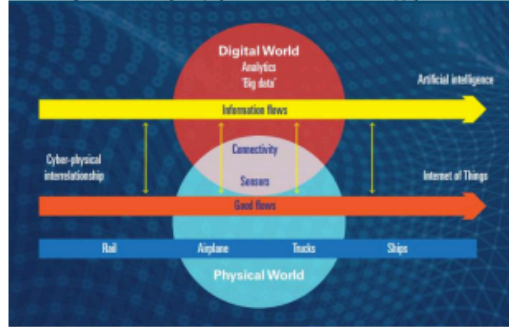 Digital World
Analytics
'Big data'
Artificial intelligence
Information flows
Connectivity
Cyber-physical
interrelationship
Sensors
Internet of Things
Good flows
Rail Airplane Trucks Ships
Physical World